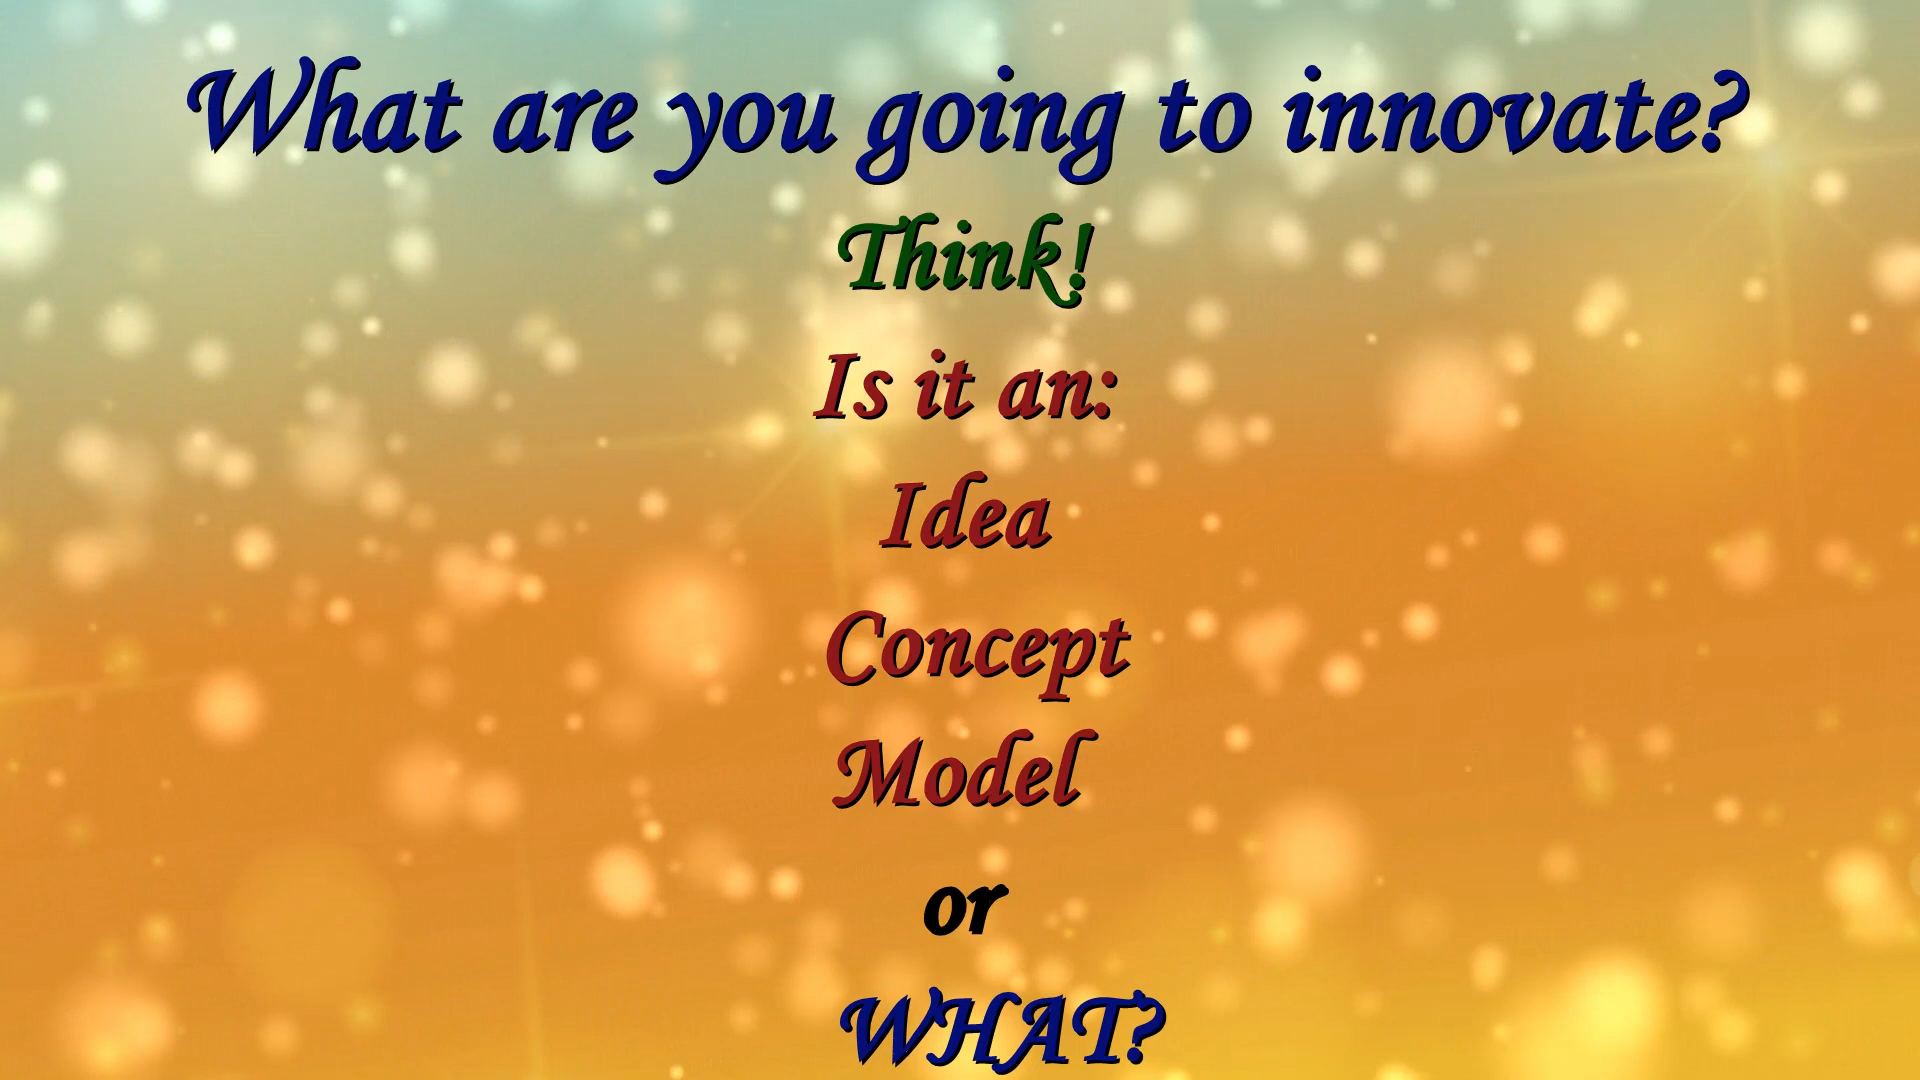 What are you going to innovate?
Think!
Is it an:
Idea
Concept
Model
or
WHAT?